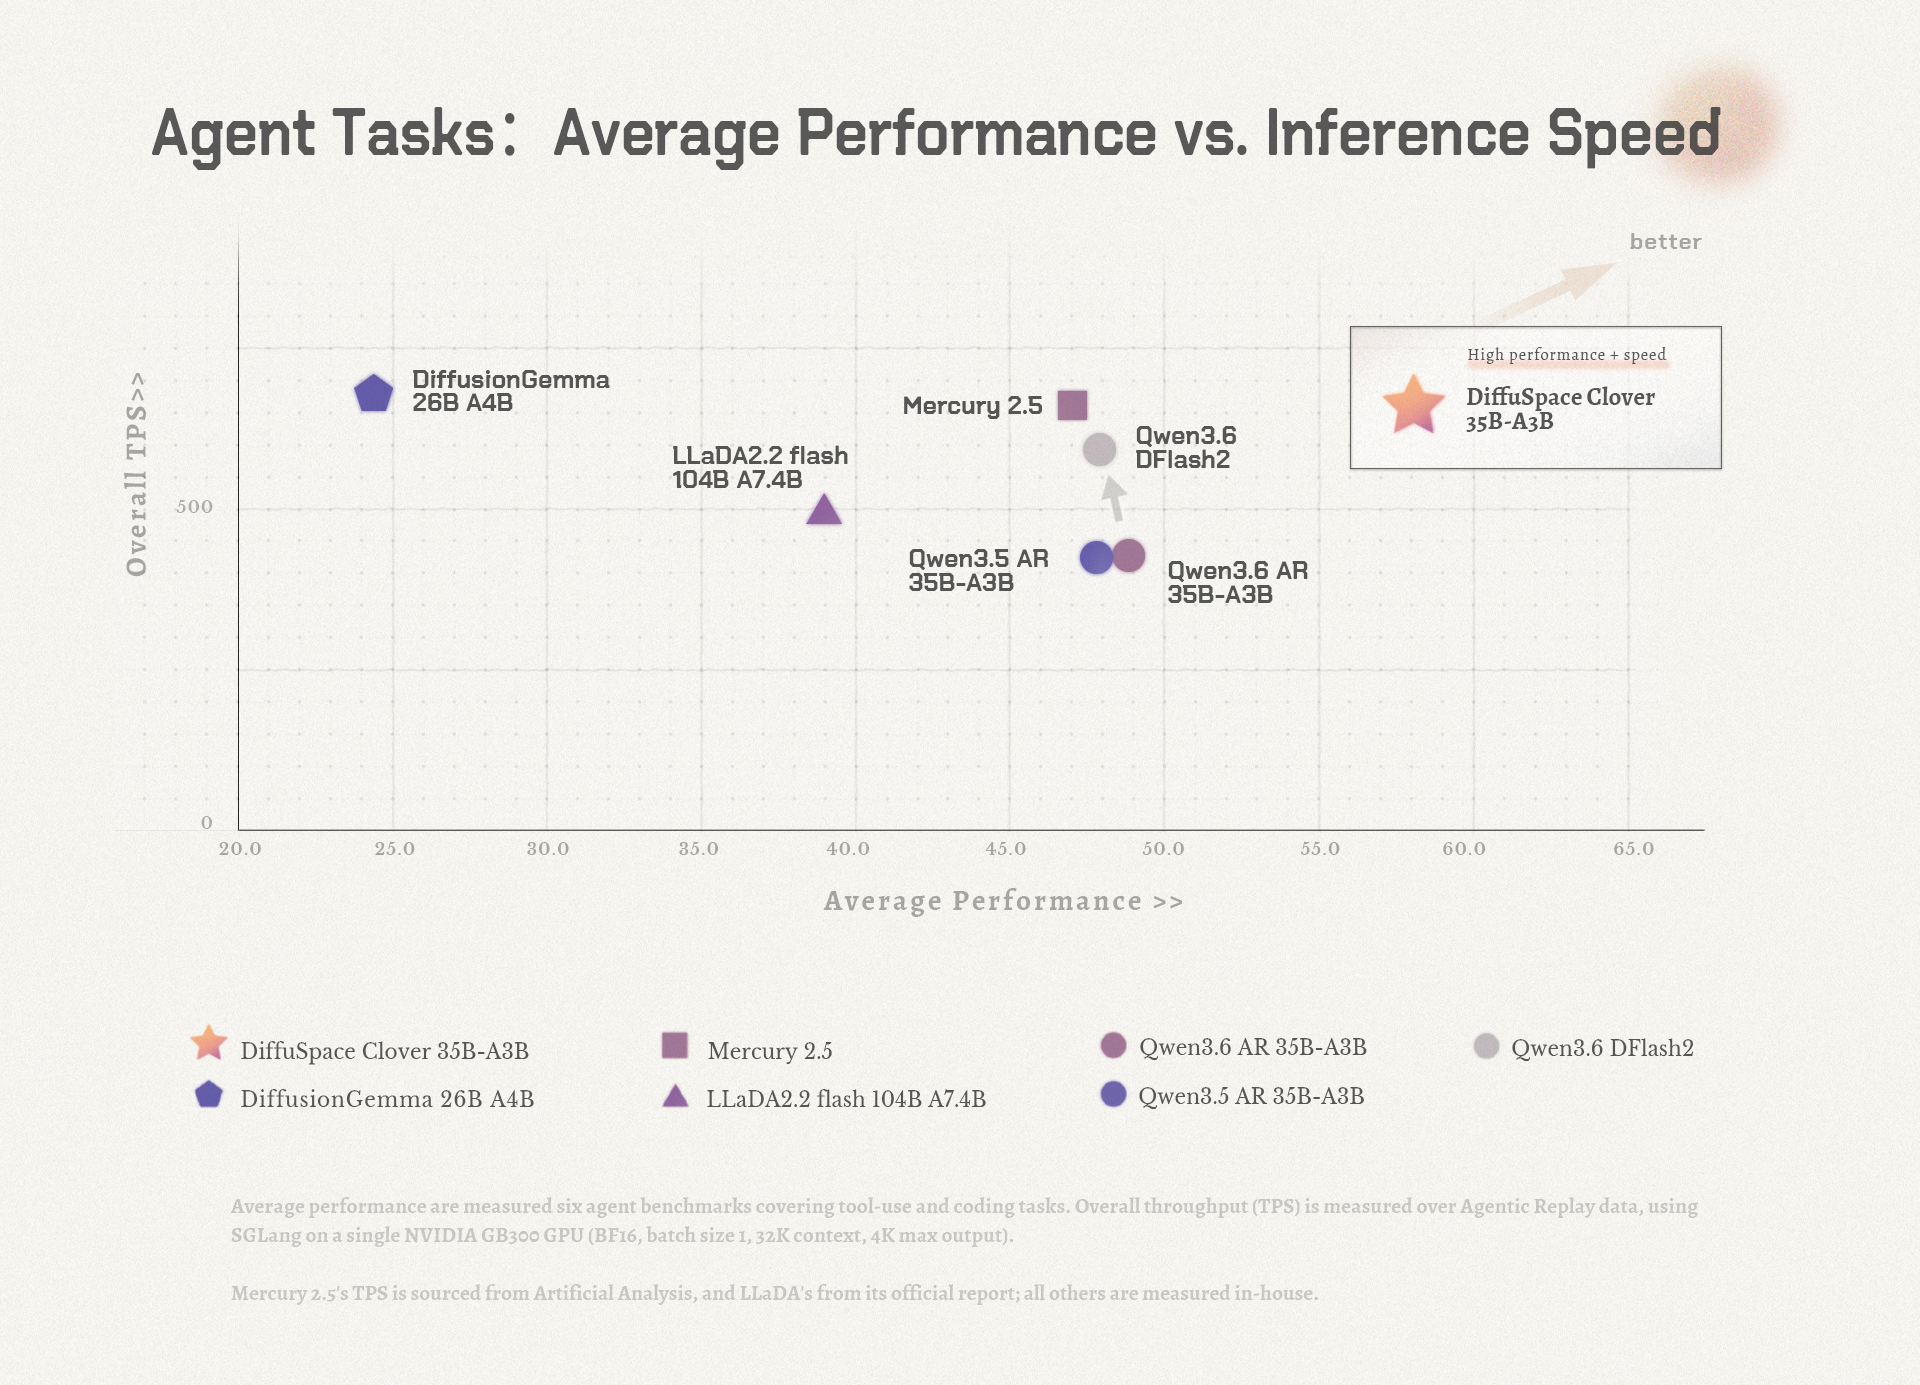 Agent Tasks: Average Performance vs. Inference Speed
better
High performance + speed
DiffuSpace Clover
35B-A3B
DiffusionGemma
26B A4B
Mercury 2.5
Qwen3.6
DFlash2
LLaDA2.2 flash
104B A7.4B
Qwen3.5 AR
35B-A3B
Qwen3.6 AR
35B-A3B
Overall TPS>>
500
0
20.0 25.0 30.0 35.0 40.0 45.0 50.0 55.0 60.0 65.0
Average Performance >>
DiffuSpace Clover 35B-A3B
Mercury 2.5
Qwen3.6 AR 35B-A3B
Qwen3.6 DFlash2
DiffusionGemma 26B A4B
LLaDA2.2 flash 104B A7.4B
Qwen3.5 AR 35B-A3B
Average performance are measured six agent benchmarks covering tool-use and coding tasks. Overall throughput (TPS) is measured over Agentic Replay data, using
SGLang on a single NVIDIA GB300 GPU (BF16, batch size 1, 32K context, 4K max output).
Mercury 2.5's TPS is sourced from Artificial Analysis, and LLaDA's from its official report; all others are measured in-house.